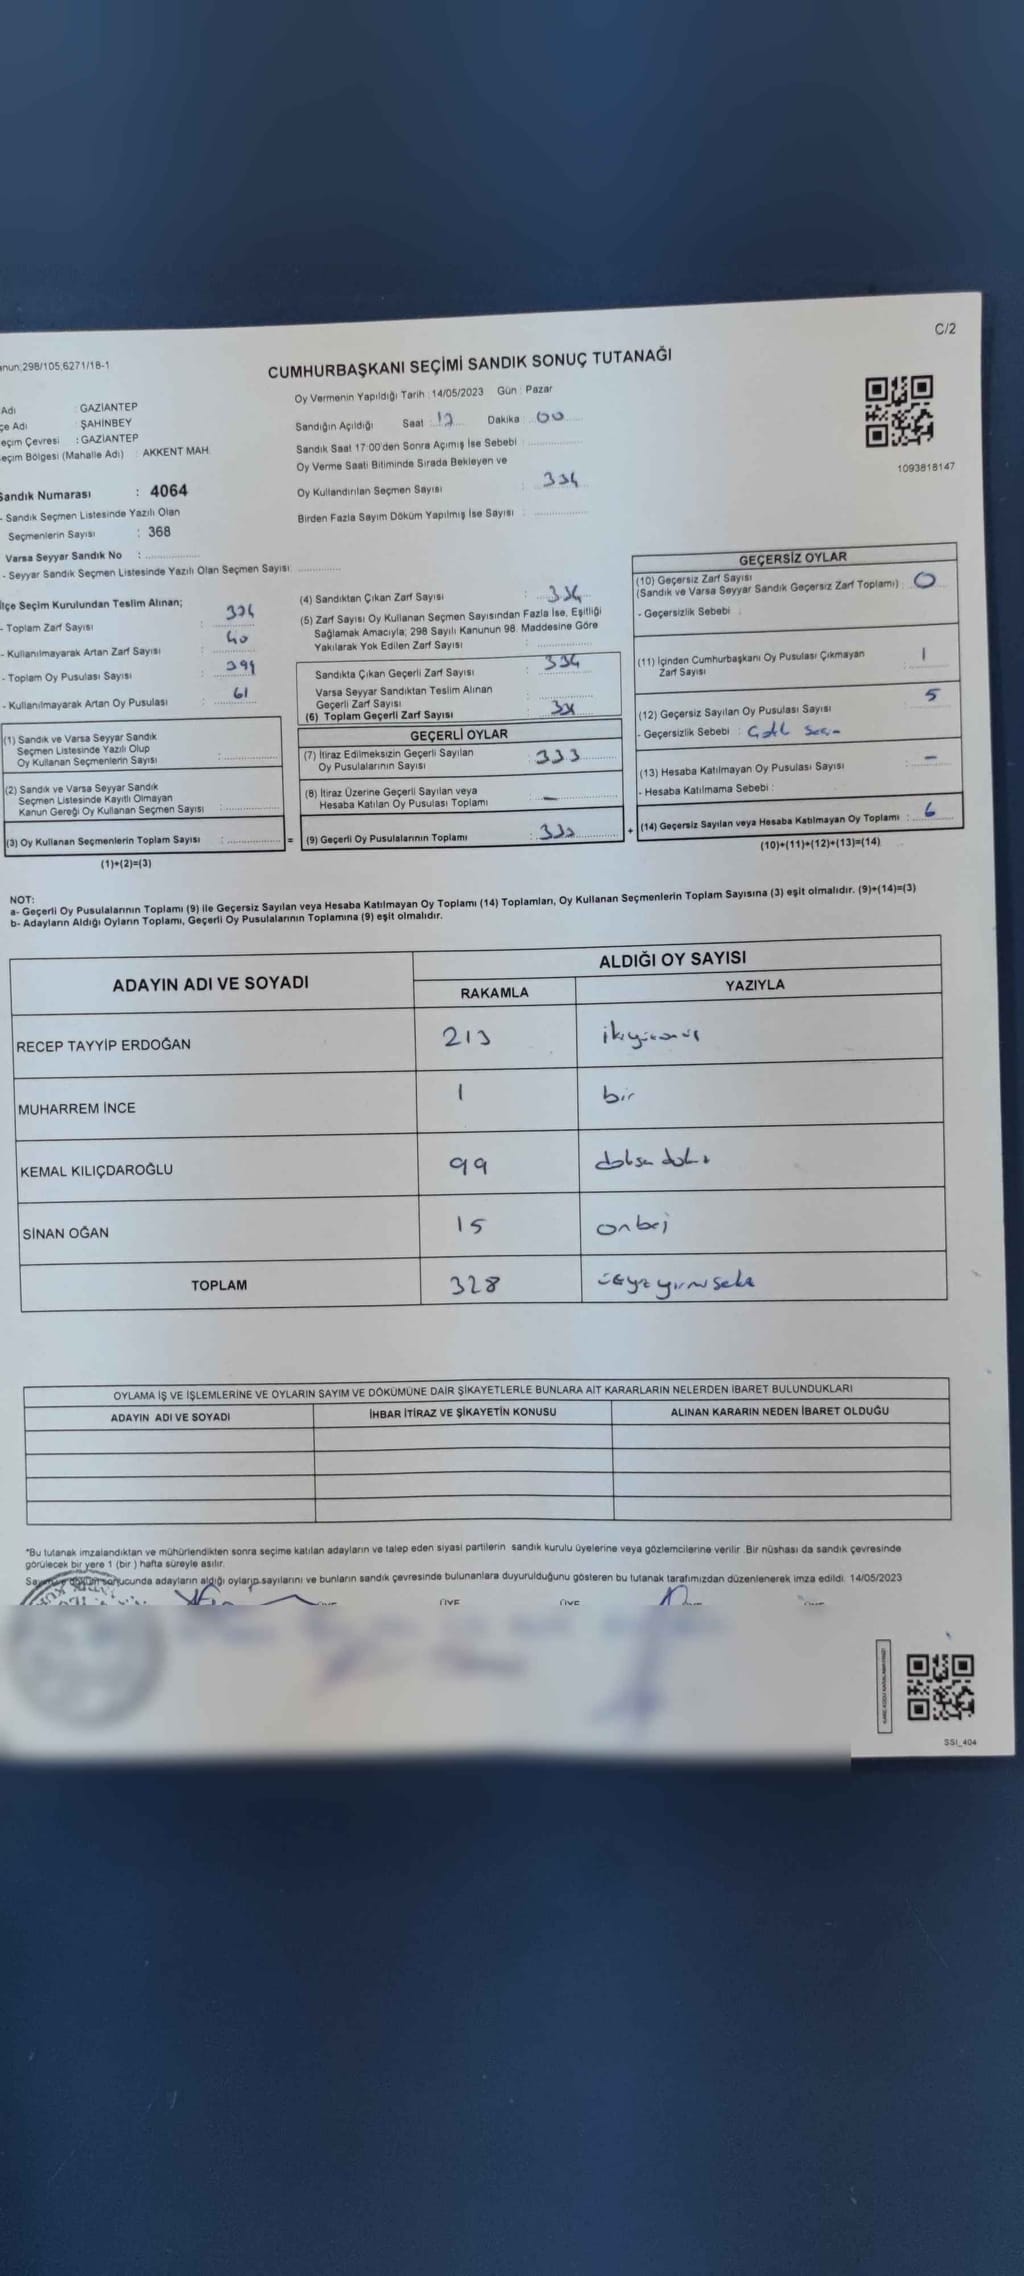 C/2
anun;298/105,6271/18-1
CUMHURBAŞKANI SEÇİMİ SANDIK SONUÇ TUTANAĞI
Adı : GAZİANTEP
çe Adı : ŞAHİNBEY
eçim Çevresi : GAZİANTEP
eçim Bölgesi (Mahalle Adı) : AKKENT MAH.
Sandık Numarası : 4064
- Sandık Seçmen Listesinde Yazılı Olan
Seçmenlerin Sayısı : 368
Varsa Seyyar Sandık No :
- Seyyar Sandık Seçmen Listesinde Yazılı Olan Seçmen Sayısı:
Oy Vermenin Yapıldığı Tarih : 14/05/2023 Gün : Pazar
Sandığın Açıldığı Saat : 17 Dakika : 00
Sandık Saat 17:00'den Sonra Açımış İse Sebebi :
Oy Verme Saati Bitiminde Sırada Bekleyen ve
Oy Kullandırılan Seçmen Sayısı : 334
Birden Fazla Sayım Döküm Yapılmış İse Sayısı :
1093818147
İlçe Seçim Kurulundan Teslim Alınan;
- Toplam Zarf Sayısı :
- Kullanılmayarak Artan Zarf Sayısı : 40
- Toplam Oy Pusulası Sayısı :
- Kullanılmayarak Artan Oy Pusulası : 61
(1) Sandık ve Varsa Seyyar Sandık
Seçmen Listesinde Yazılı Olup
Oy Kullanan Seçmenlerin Sayısı :
(2) Sandık ve Varsa Seyyar Sandık
Seçmen Listesinde Kayıtlı Olmayan
Kanun Gereği Oy Kullanan Seçmen Sayısı :
(3) Oy Kullanan Seçmenlerin Toplam Sayısı : =
(1)+(2)=(3)
(4) Sandıktan Çıkan Zarf Sayısı : 334
(5) Zarf Sayısı Oy Kullanan Seçmen Sayısından Fazla İse, Eşitliği
Sağlamak Amacıyla; 298 Sayılı Kanunun 98. Maddesine Göre
Yakılarak Yok Edilen Zarf Sayısı :
Sandıkta Çıkan Geçerli Zarf Sayısı : 334
Varsa Seyyar Sandıktan Teslim Alınan
Geçerli Zarf Sayısı :
(6) Toplam Geçerli Zarf Sayısı :
GEÇERLİ OYLAR
(7) İtiraz Edilmeksizin Geçerli Sayılan
Oy Pusulalarının Sayısı : 333
(8) İtiraz Üzerine Geçerli Sayılan veya
Hesaba Katılan Oy Pusulası Toplamı : –
(9) Geçerli Oy Pusulalarının Toplamı : 333 +
GEÇERSİZ OYLAR
(10) Geçersiz Zarf Sayısı
(Sandık ve Varsa Seyyar Sandık Geçersiz Zarf Toplamı) : 0
- Geçersizlik Sebebi :
(11) İçinden Cumhurbaşkanı Oy Pusulası Çıkmayan
Zarf Sayısı : 1
(12) Geçersiz Sayılan Oy Pusulası Sayısı : 5
- Geçersizlik Sebebi :
(13) Hesaba Katılmayan Oy Pusulası Sayısı : –
- Hesaba Katılmama Sebebi :
(14) Geçersiz Sayılan veya Hesaba Katılmayan Oy Toplamı : 6
(10)+(11)+(12)+(13)=(14)
NOT:
a- Geçerli Oy Pusulalarının Toplamı (9) ile Geçersiz Sayılan veya Hesaba Katılmayan Oy Toplamı (14) Toplamları, Oy Kullanan Seçmenlerin Toplam Sayısına (3) eşit olmalıdır. (9)+(14)=(3)
b- Adayların Aldığı Oyların Toplamı, Geçerli Oy Pusulalarının Toplamına (9) eşit olmalıdır.
ADAYIN ADI VE SOYADI ALDIĞI OY SAYISI
RAKAMLA YAZIYLA
RECEP TAYYİP ERDOĞAN 213
MUHARREM İNCE 1 bir
KEMAL KILIÇDAROĞLU 99
SİNAN OĞAN 15 onbeş
TOPLAM 328
OYLAMA İŞ VE İŞLEMLERİNE VE OYLARIN SAYIM VE DÖKÜMÜNE DAİR ŞİKAYETLERLE BUNLARA AİT KARARLARIN NELERDEN İBARET BULUNDUKLARI
ADAYIN ADI VE SOYADI İHBAR İTİRAZ VE ŞİKAYETİN KONUSU ALINAN KARARIN NEDEN İBARET OLDUĞU
*Bu tutanak imzalandıktan ve mühürlendikten sonra seçime katılan adayların ve talep eden siyasi partilerin sandık kurulu üyelerine veya gözlemcilerine verilir. Bir nüshası da sandık çevresinde
görülecek bir yere 1 (bir ) hafta süreyle asılır.
Sayım ve döküm sonucunda adayların aldığı oyların sayılarını ve bunların sandık çevresinde bulunanlara duyurulduğunu gösteren bu tutanak tarafımızdan düzenlenerek imza edildi. 14/05/2023
ÜYE ÜYE
SSI_404